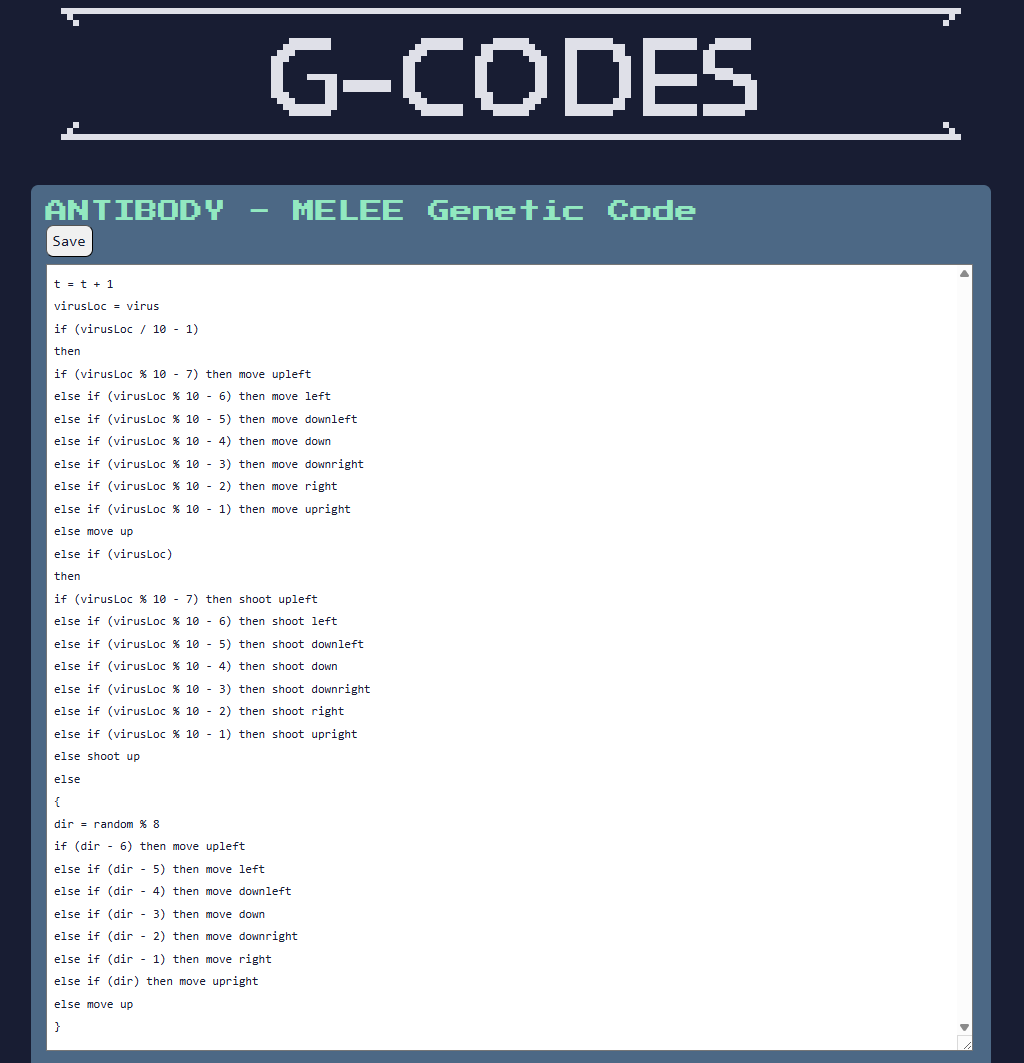 G-CODES
ANTIBODY - MELEE Genetic Code
Save
t = t + 1
virusLoc = virus
if (virusLoc / 10 - 1)
then
if (virusLoc % 10 - 7) then move upleft
else if (virusLoc % 10 - 6) then move left
else if (virusLoc % 10 - 5) then move downleft
else if (virusLoc % 10 - 4) then move down
else if (virusLoc % 10 - 3) then move downright
else if (virusLoc % 10 - 2) then move right
else if (virusLoc % 10 - 1) then move upright
else move up
else if (virusLoc)
then
if (virusLoc % 10 - 7) then shoot upleft
else if (virusLoc % 10 - 6) then shoot left
else if (virusLoc % 10 - 5) then shoot downleft
else if (virusLoc % 10 - 4) then shoot down
else if (virusLoc % 10 - 3) then shoot downright
else if (virusLoc % 10 - 2) then shoot right
else if (virusLoc % 10 - 1) then shoot upright
else shoot up
else
{
dir = random % 8
if (dir - 6) then move upleft
else if (dir - 5) then move left
else if (dir - 4) then move downleft
else if (dir - 3) then move down
else if (dir - 2) then move downright
else if (dir - 1) then move right
else if (dir) then move upright
else move up
}